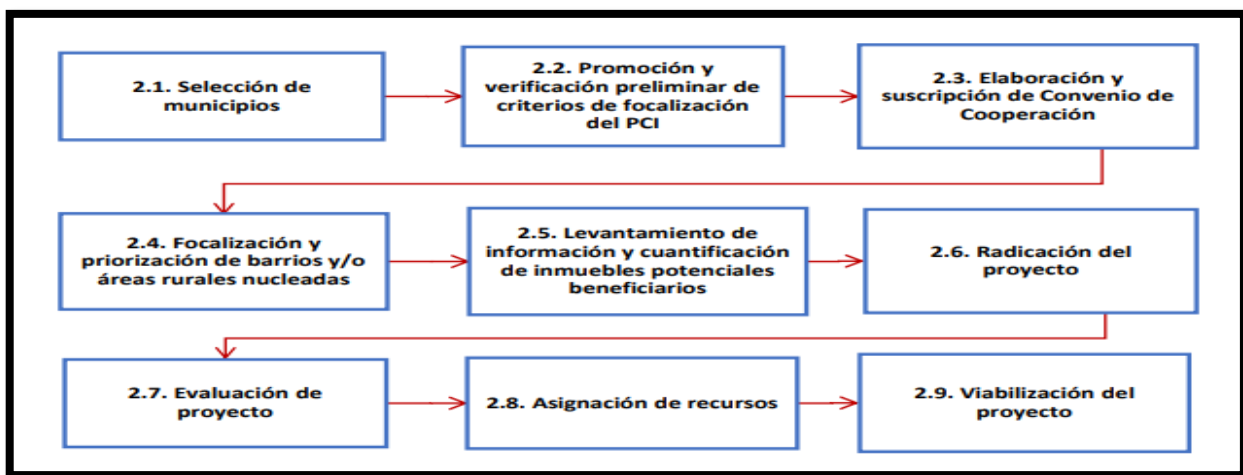 2.1. Selección de
municipios
2.2. Promoción y
verificación preliminar de
criterios de focalización
del PCI
2.3. Elaboración y
suscripción de Convenio de
Cooperación
2.4. Focalización y
priorización de barrios y/o
áreas rurales nucleadas
2.5. Levantamiento de
información y cuantificación
de inmuebles potenciales
beneficiarios
2.6. Radicación del
proyecto
2.7. Evaluación de
proyecto
2.8. Asignación de recursos
2.9. Viabilización del
proyecto